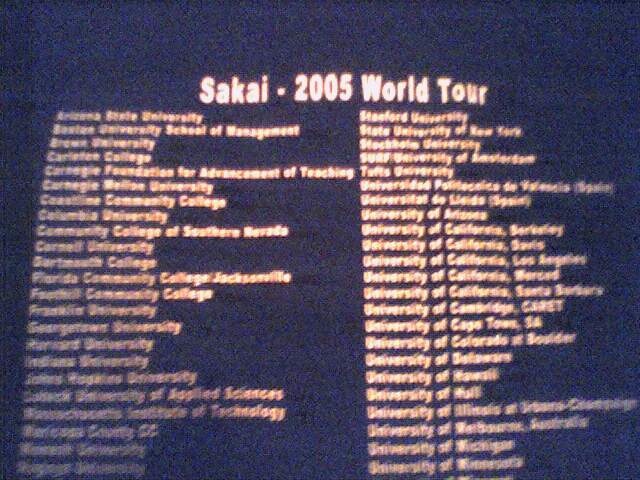 Sakai - 2005 World Tour
Arizona State University
Boston University School of Management
Brown University
Carleton College
Carnegie Foundation for Advancement of Teaching
Carnegie Mellon University
Coastline Community College
Columbia University
Community College of Southern Nevada
Cornell University
Dartmouth College
Florida Community College/Jacksonville
Foothill Community College
Franklin University
Georgetown University
Harvard University
Indiana University
Johns Hopkins University
University of Applied Sciences
Massachusetts Institute of Technology
Maricopa County CC
University
University
Stanford University
State University of New York
Stockholm University
SURF/University of Amsterdam
Tufts University
Universidad Politecnica de Valencia (Spain)
Universitat de Lleida (Spain)
University of Arizona
University of California, Berkeley
University of California, Davis
University of California, Los Angeles
University of California, Merced
University of California, Santa Barbara
University of Cambridge, CARET
University of Cape Town, SA
University of Colorado at Boulder
University of Delaware
University of Hawaii
University of Hull
University of Illinois at Urbana-Champaign
University of Melbourne, Australia
University of Michigan
University of Minnesota